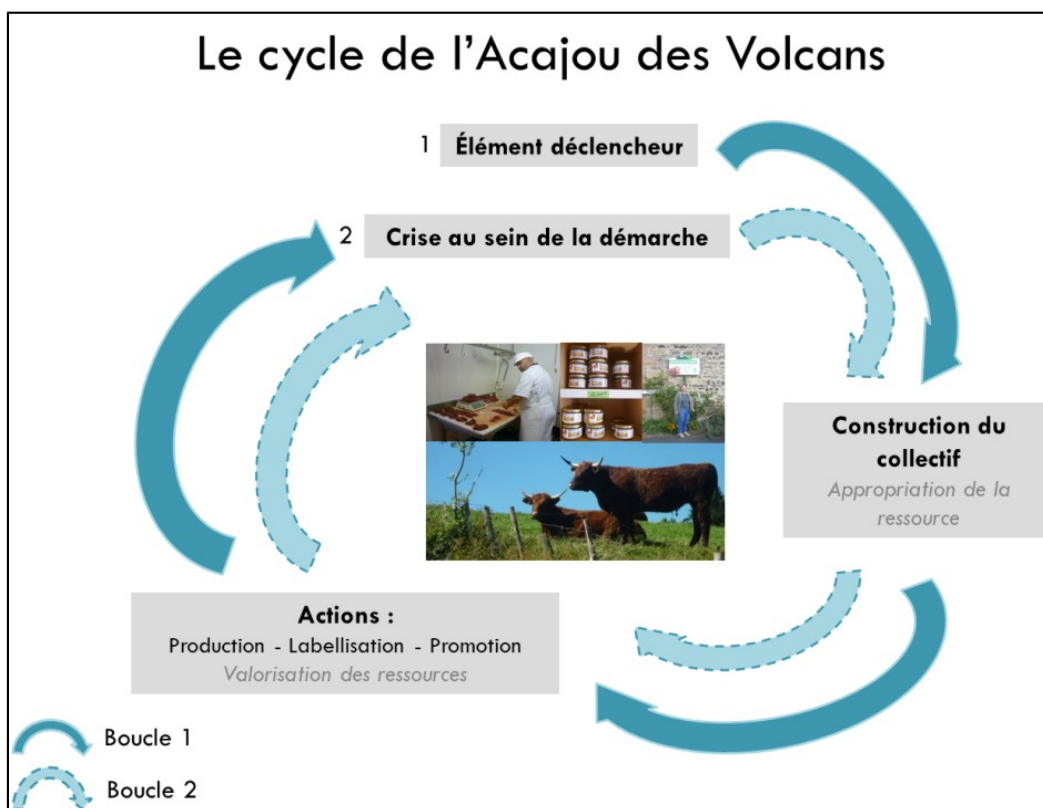 Le cycle de l'Acajou des Volcans
1 Élément déclencheur
2 Crise au sein de la démarche
Construction du
collectif
Appropriation de la
ressource
Actions :
Production - Labellisation - Promotion
Valorisation des ressources
Boucle 1
Boucle 2